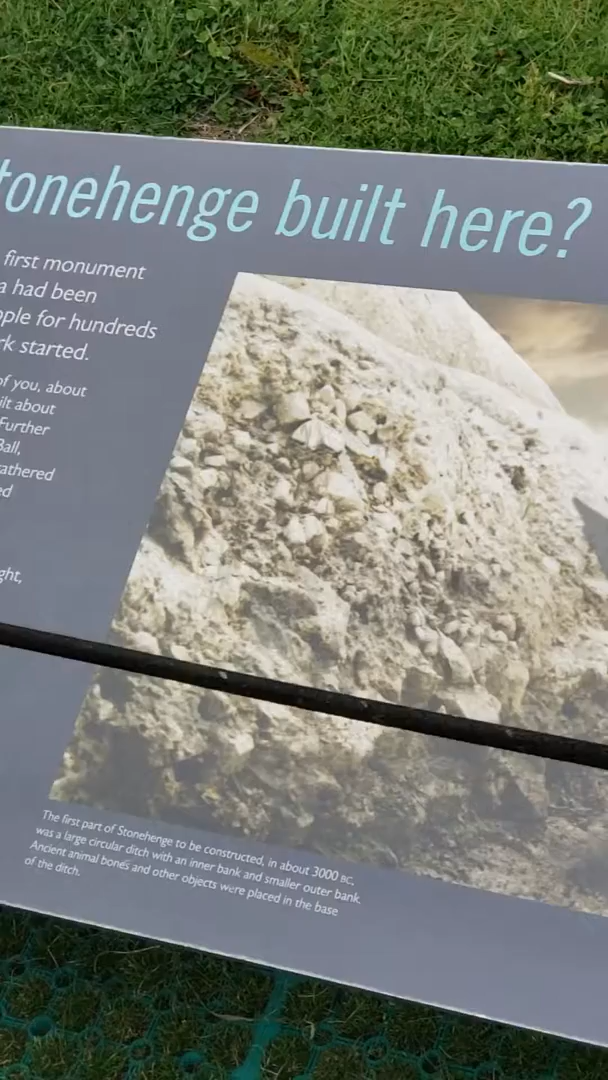 tonehenge built here?
first monument
a had been
ople for hundreds
rk started.
of you, about
ilt about
Further
Ball,
athered
ed
ght,
The first part of Stonehenge to be constructed, in about 3000 BC,
was a large circular ditch with an inner bank and smaller outer bank.
Ancient animal bones and other objects were placed in the base
of the ditch.